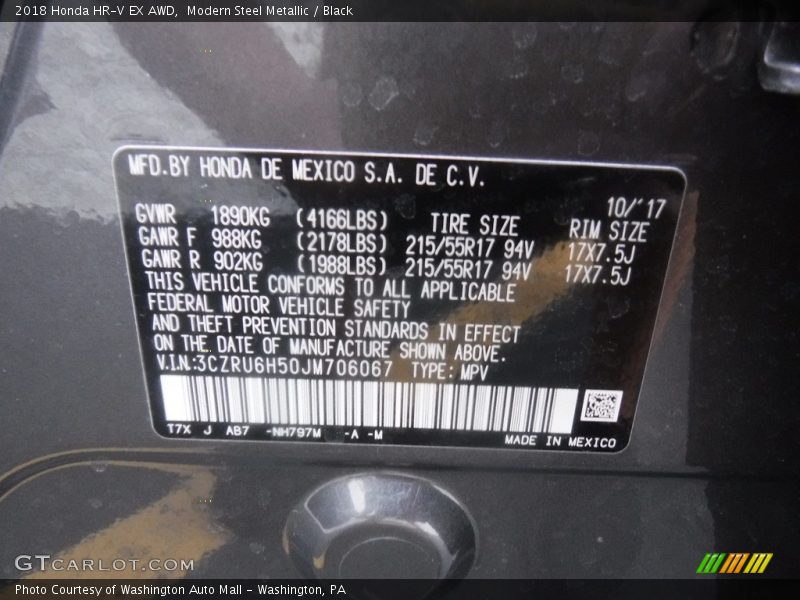 2018 Honda HR-V EX AWD,  Modern Steel Metallic / Black
MFD.BY HONDA DE MEXICO S.A. DE C.V.
10/'17
GVWR 1890KG (4166LBS) TIRE SIZE RIM SIZE
GAWR F 988KG (2178LBS) 215/55R17 94V 17X7.5J
GAWR R 902KG (1988LBS) 215/55R17 94V 17X7.5J
THIS VEHICLE CONFORMS TO ALL APPLICABLE
FEDERAL MOTOR VEHICLE SAFETY
AND THEFT PREVENTION STANDARDS IN EFFECT
ON THE DATE OF MANUFACTURE SHOWN ABOVE.
V.I.N:3CZRU6H50JM706067 TYPE: MPV
T7X J AB7 -NH797M -A -M
MADE IN MEXICO
GTCARLOT.COM
Photo Courtesy of Washington Auto Mall - Washington, PA